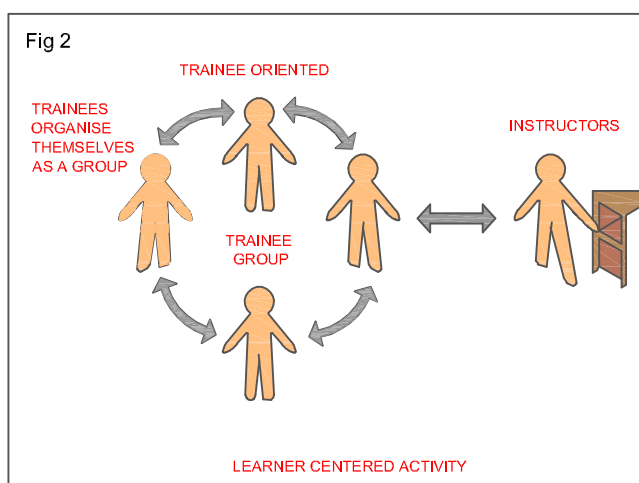 Fig 2
TRAINEE ORIENTED
TRAINEES
ORGANISE
THEMSELVES
AS A GROUP
INSTRUCTORS
TRAINEE
GROUP
LEARNER CENTERED ACTIVITY